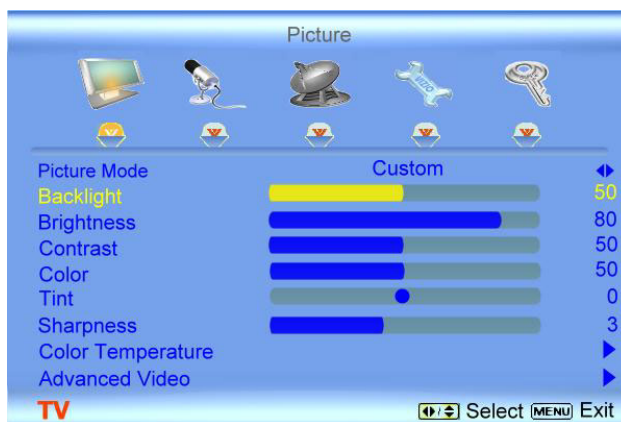 Picture
VIZIO
Picture Mode Custom
Backlight 50
Brightness 80
Contrast 50
Color 50
Tint 0
Sharpness 3
Color Temperature
Advanced Video
TV Select MENU Exit